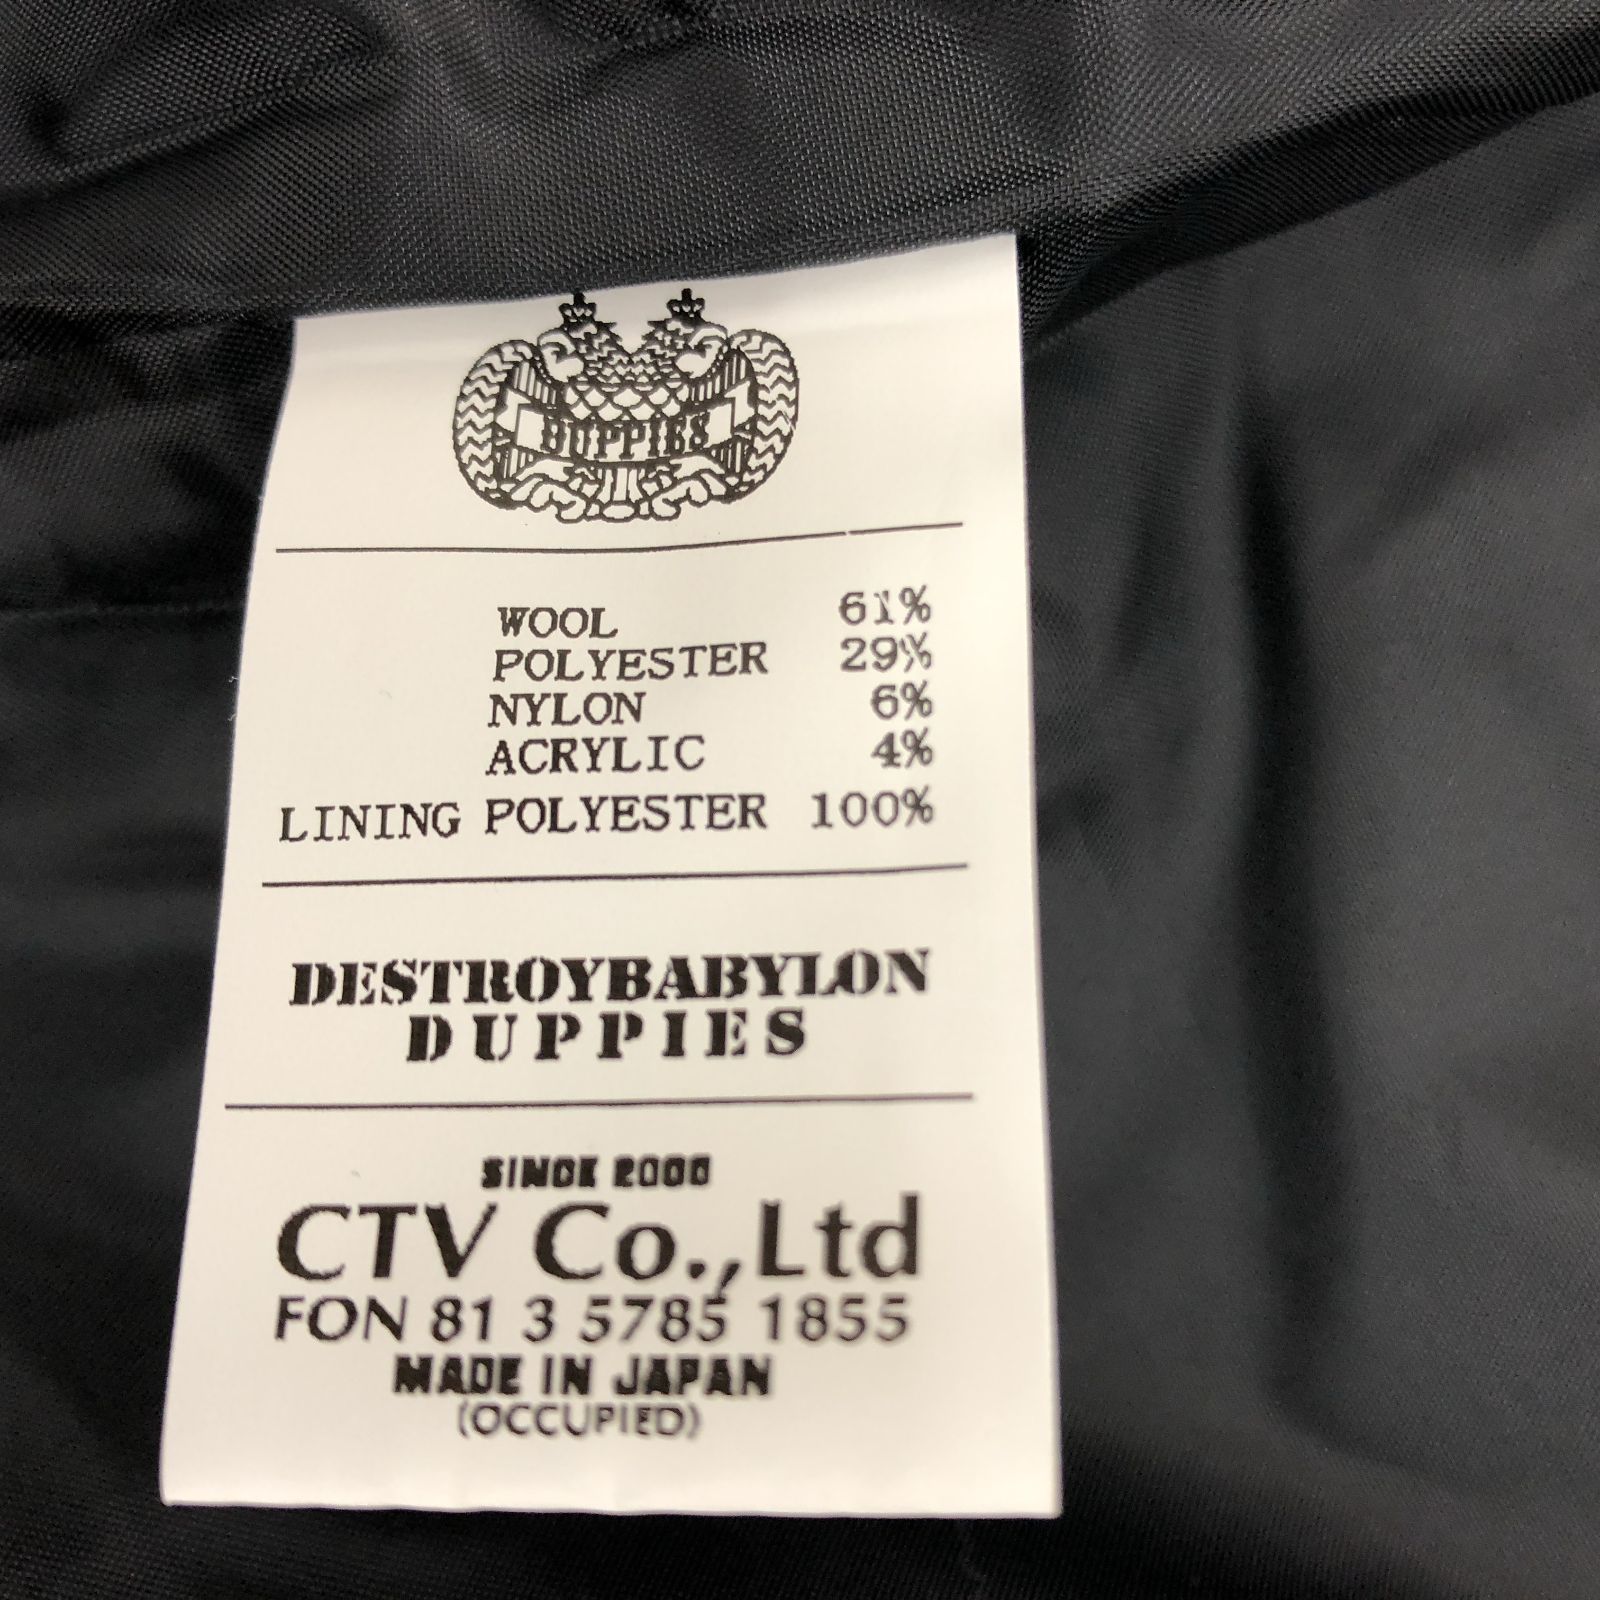 DUPPIES
WOOL 61%
POLYESTER 29%
NYLON 6%
ACRYLIC 4%
LINING POLYESTER 100%
DESTROYBABYLON
DUPPIES
SINCE 2000
CTV Co.,Ltd
FON 81 3 5785 1855
MADE IN JAPAN
(OCCUPIED)